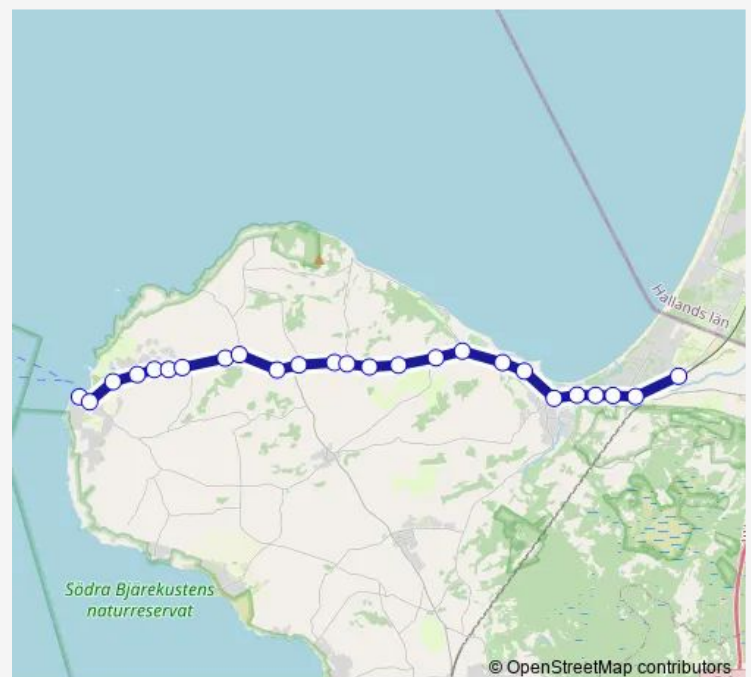 Hallands län
Södra Bjärekustens
naturreservat
© OpenStreetMap contributors